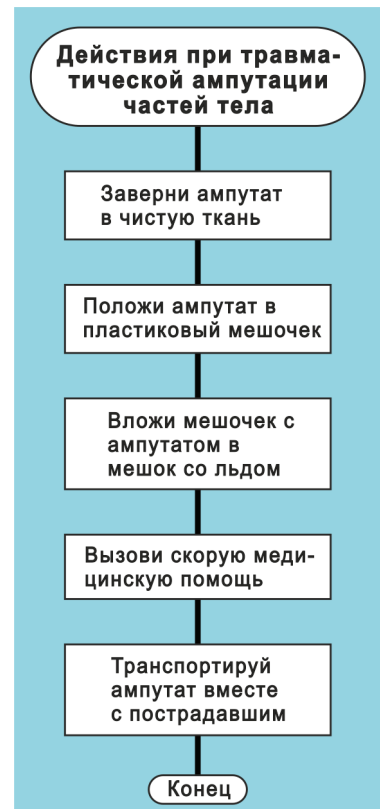 Действия при травма-
тической ампутации
частей тела
Заверни ампутат
в чистую ткань
Положи ампутат в
пластиковый мешочек
Вложи мешочек с
ампутатом в
мешок со льдом
Вызови скорую меди-
цинскую помощь
Транспортируй
ампутат вместе
с пострадавшим
Конец